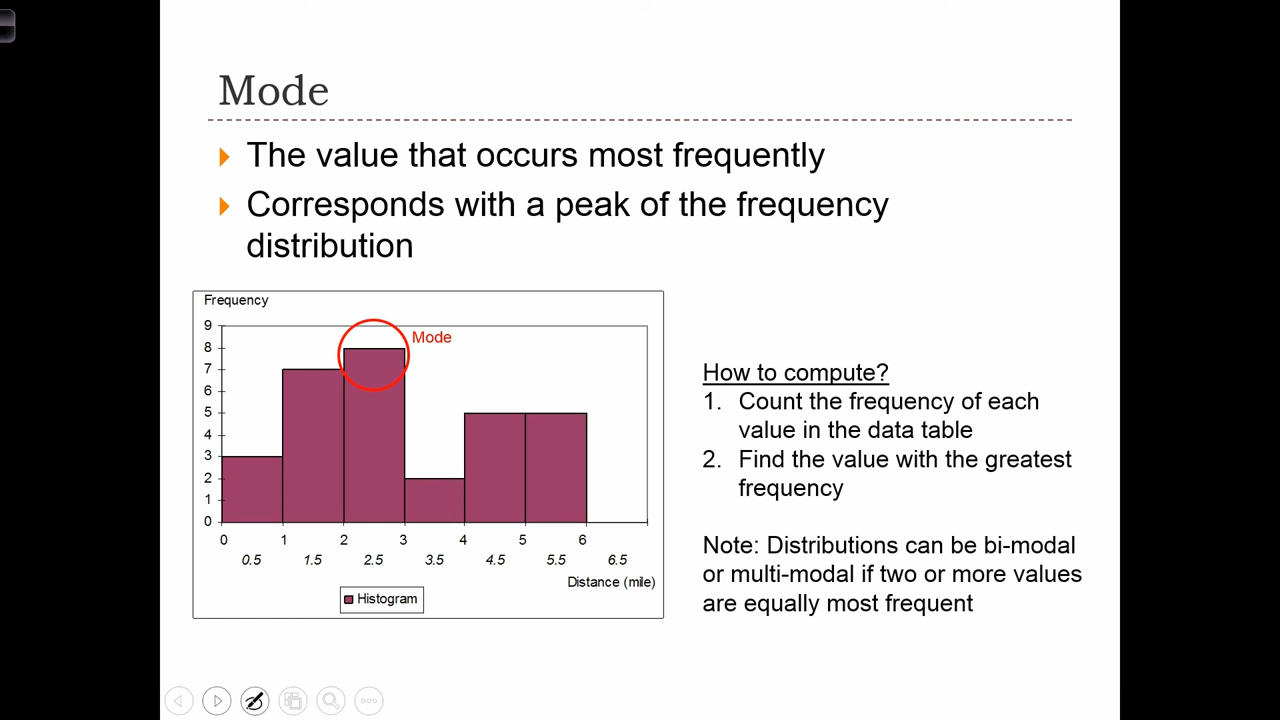 Mode
The value that occurs most frequently
Corresponds with a peak of the frequency
distribution
Frequency
9
8
7
6
5
4
3
2
1
0
Mode
0 1 2 3 4 5 6
0.5 1.5 2.5 3.5 4.5 5.5 6.5
Distance (mile)
Histogram
How to compute?
1. Count the frequency of each
value in the data table
2. Find the value with the greatest
frequency
Note: Distributions can be bi-modal
or multi-modal if two or more values
are equally most frequent